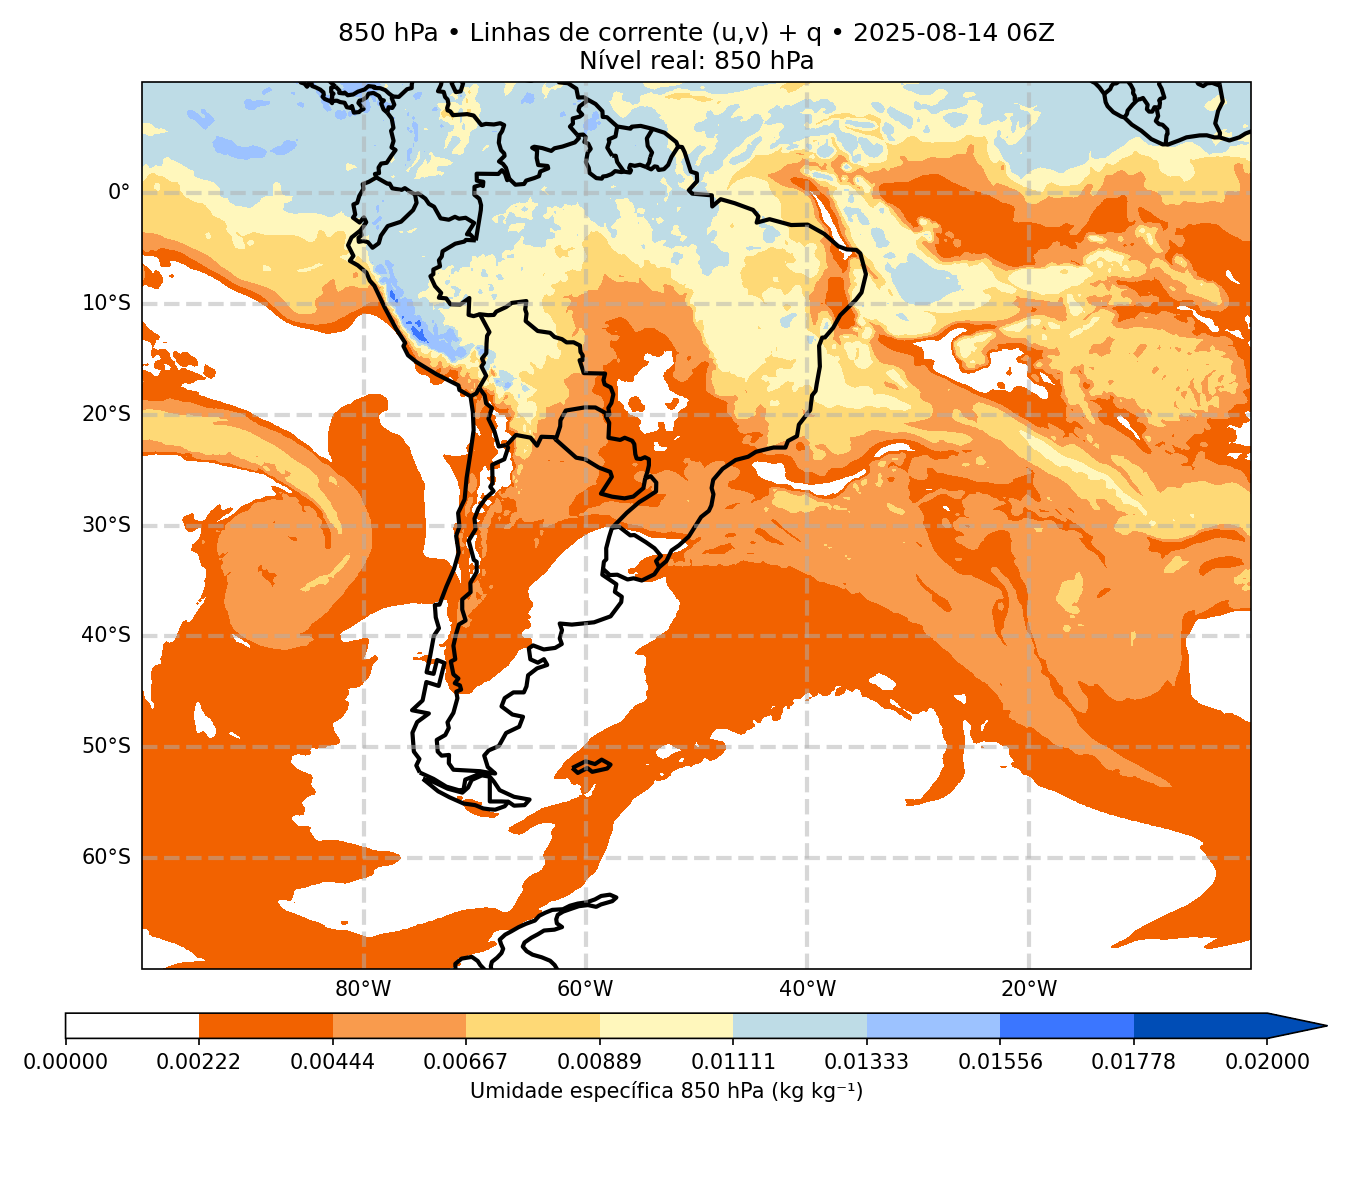 850 hPa • Linhas de corrente (u,v) + q • 2025-08-14 06Z
Nível real: 850 hPa
0°
10°S
20°S
30°S
40°S
50°S
60°S
80°W 60°W 40°W 20°W
0.00000 0.00222 0.00444 0.00667 0.00889 0.01111 0.01333 0.01556 0.01778 0.02000
Umidade específica 850 hPa (kg kg⁻¹)